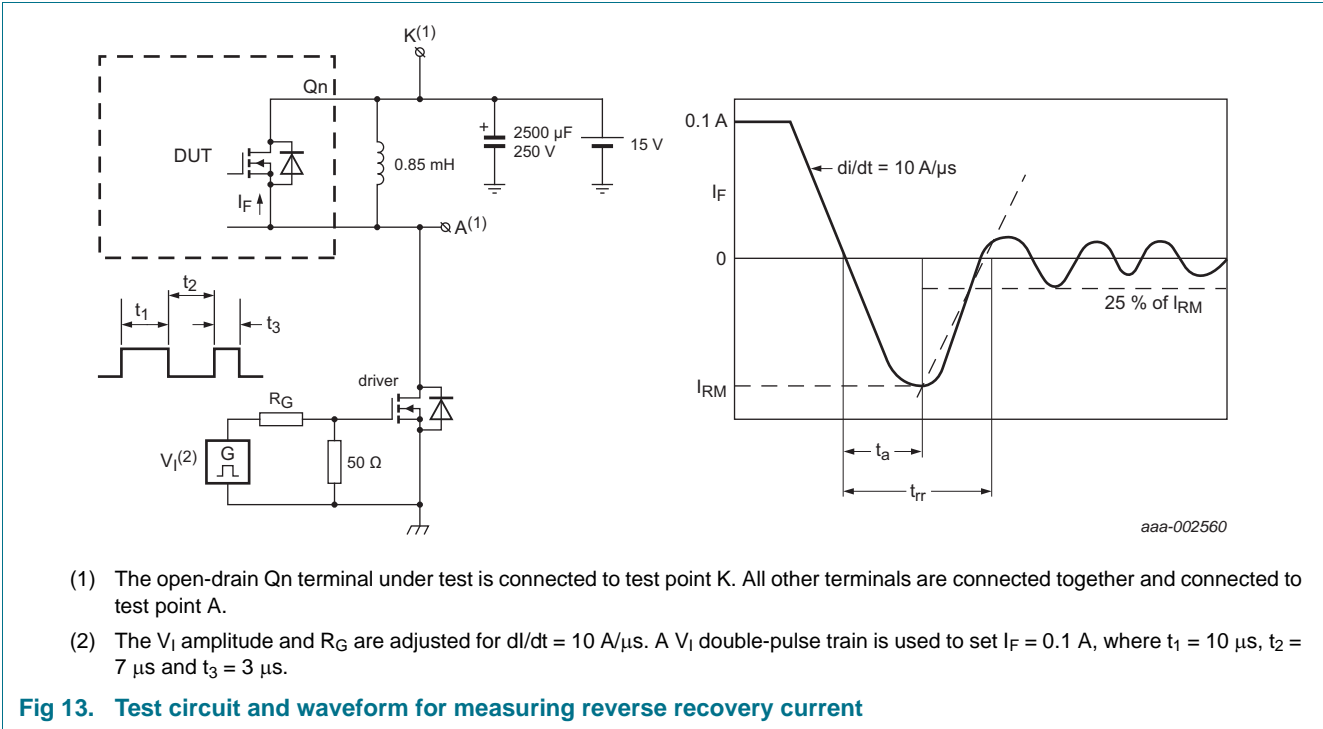 K(1)
Qn
DUT
IF
0.85 mH
+
2500 µF
250 V
15 V
A(1)
t1
t2
t3
driver
RG
VI(2)
G
50 Ω
0.1 A
di/dt = 10 A/µs
IF
0
25 % of IRM
IRM
ta
trr
aaa-002560
(1) The open-drain Qn terminal under test is connected to test point K. All other terminals are connected together and connected to
test point A.
(2) The VI amplitude and RG are adjusted for dI/dt = 10 A/µs. A VI double-pulse train is used to set IF = 0.1 A, where t1 = 10 µs, t2 =
7 µs and t3 = 3 µs.
Fig 13. Test circuit and waveform for measuring reverse recovery current